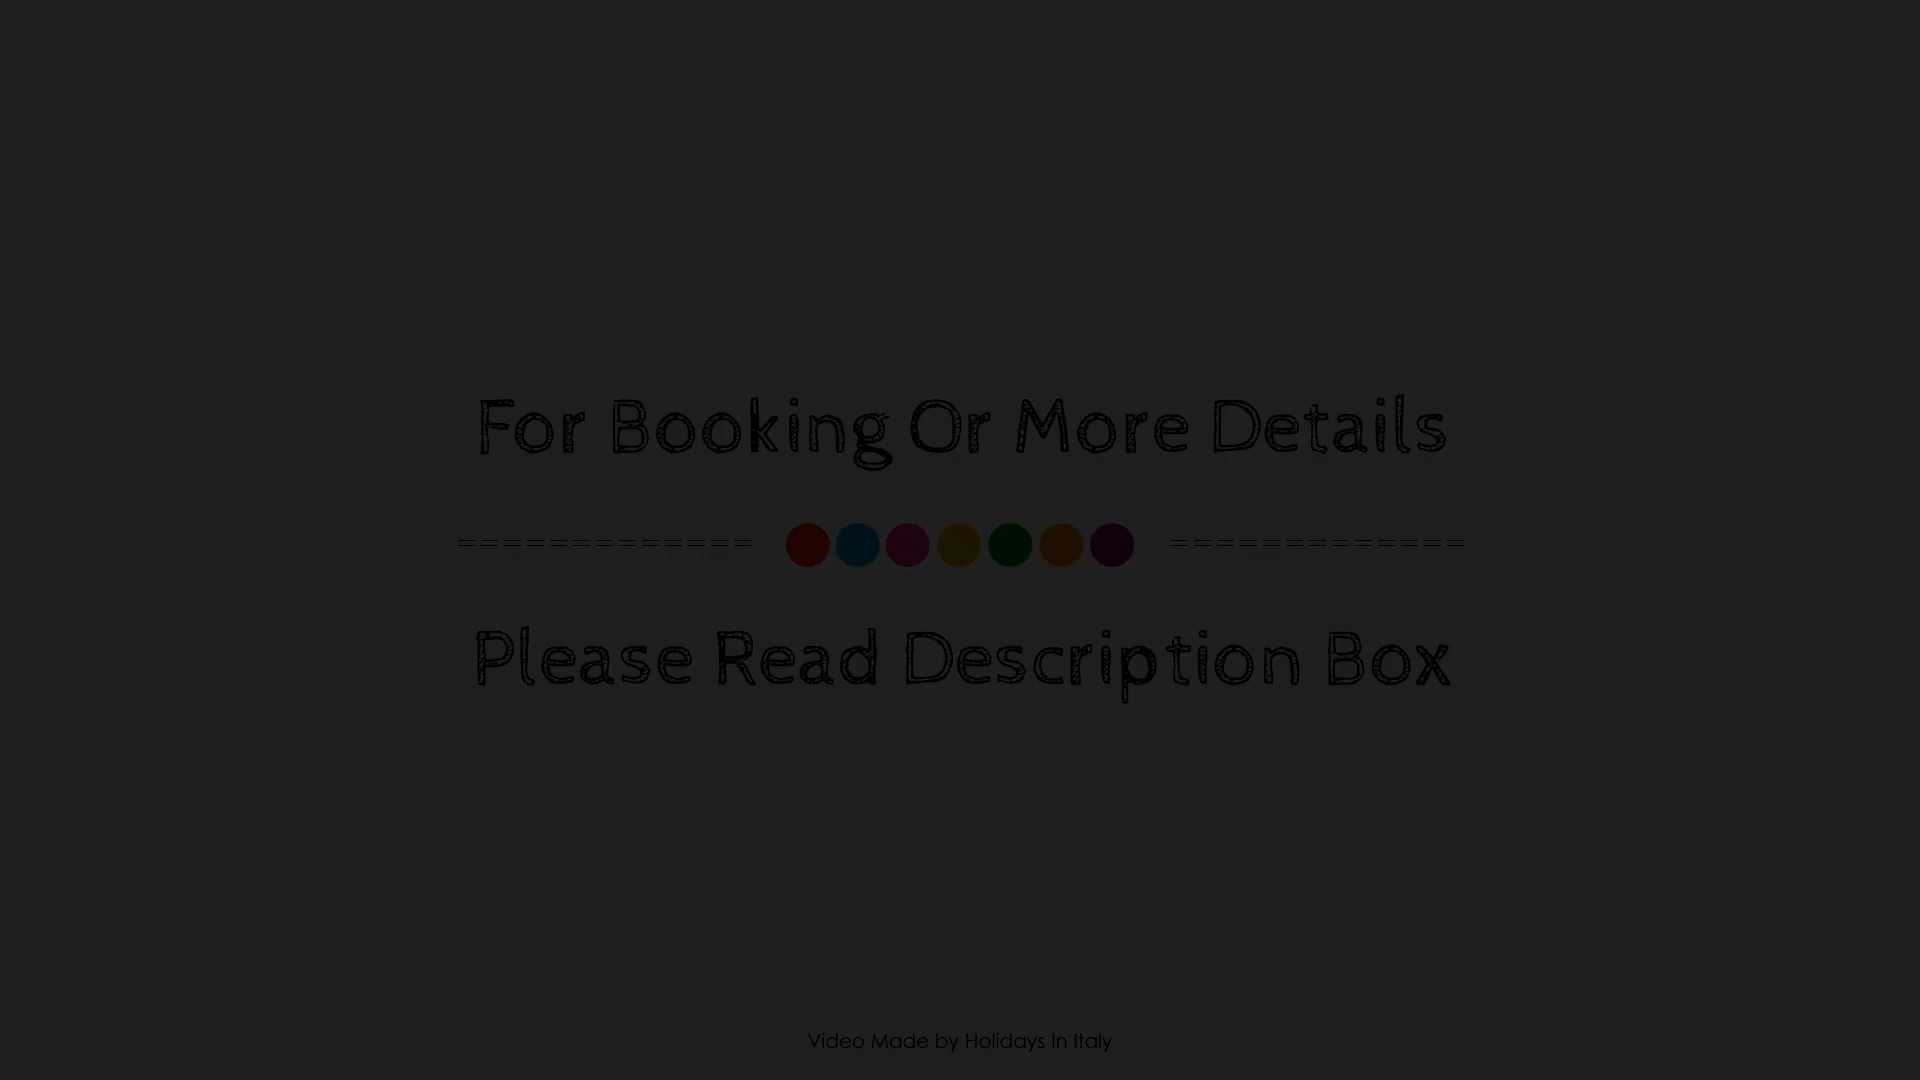 For Booking Or More Details
============= =============
Please Read Description Box
Video Made by Holidays In Italy